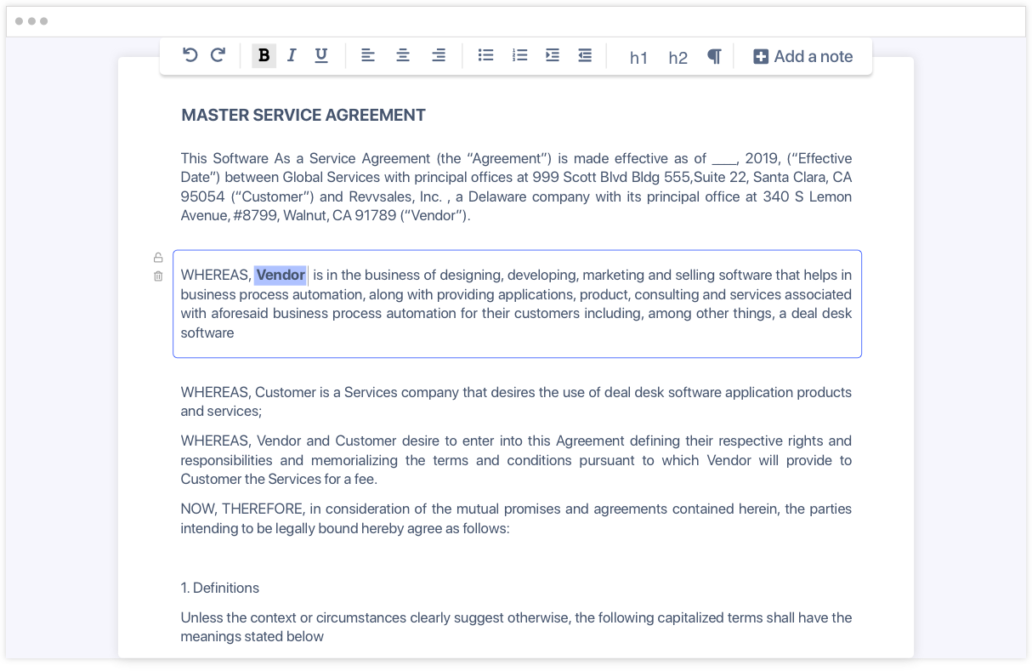 B I U h1 h2 ¶ Add a note
MASTER SERVICE AGREEMENT
This Software As a Service Agreement (the “Agreement”) is made effective as of ___, 2019, (“Effective
Date”) between Global Services with principal offices at 999 Scott Blvd Bldg 555,Suite 22, Santa Clara, CA
95054 (“Customer”) and Revvsales, Inc. , a Delaware company with its principal office at 340 S Lemon
Avenue, #8799, Walnut, CA 91789 (“Vendor”).
WHEREAS, Vendor is in the business of designing, developing, marketing and selling software that helps in
business process automation, along with providing applications, product, consulting and services associated
with aforesaid business process automation for their customers including, among other things, a deal desk
software
WHEREAS, Customer is a Services company that desires the use of deal desk software application products
and services;
WHEREAS, Vendor and Customer desire to enter into this Agreement defining their respective rights and
responsibilities and memorializing the terms and conditions pursuant to which Vendor will provide to
Customer the Services for a fee.
NOW, THEREFORE, in consideration of the mutual promises and agreements contained herein, the parties
intending to be legally bound hereby agree as follows:
1. Definitions
Unless the context or circumstances clearly suggest otherwise, the following capitalized terms shall have the
meanings stated below